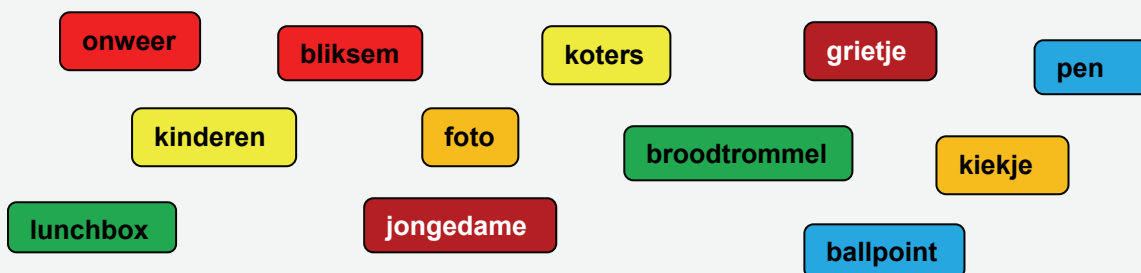 onweer
bliksem
koters
grietje
pen
kinderen
foto
broodtrommel
kiekje
lunchbox
jongedame
ballpoint